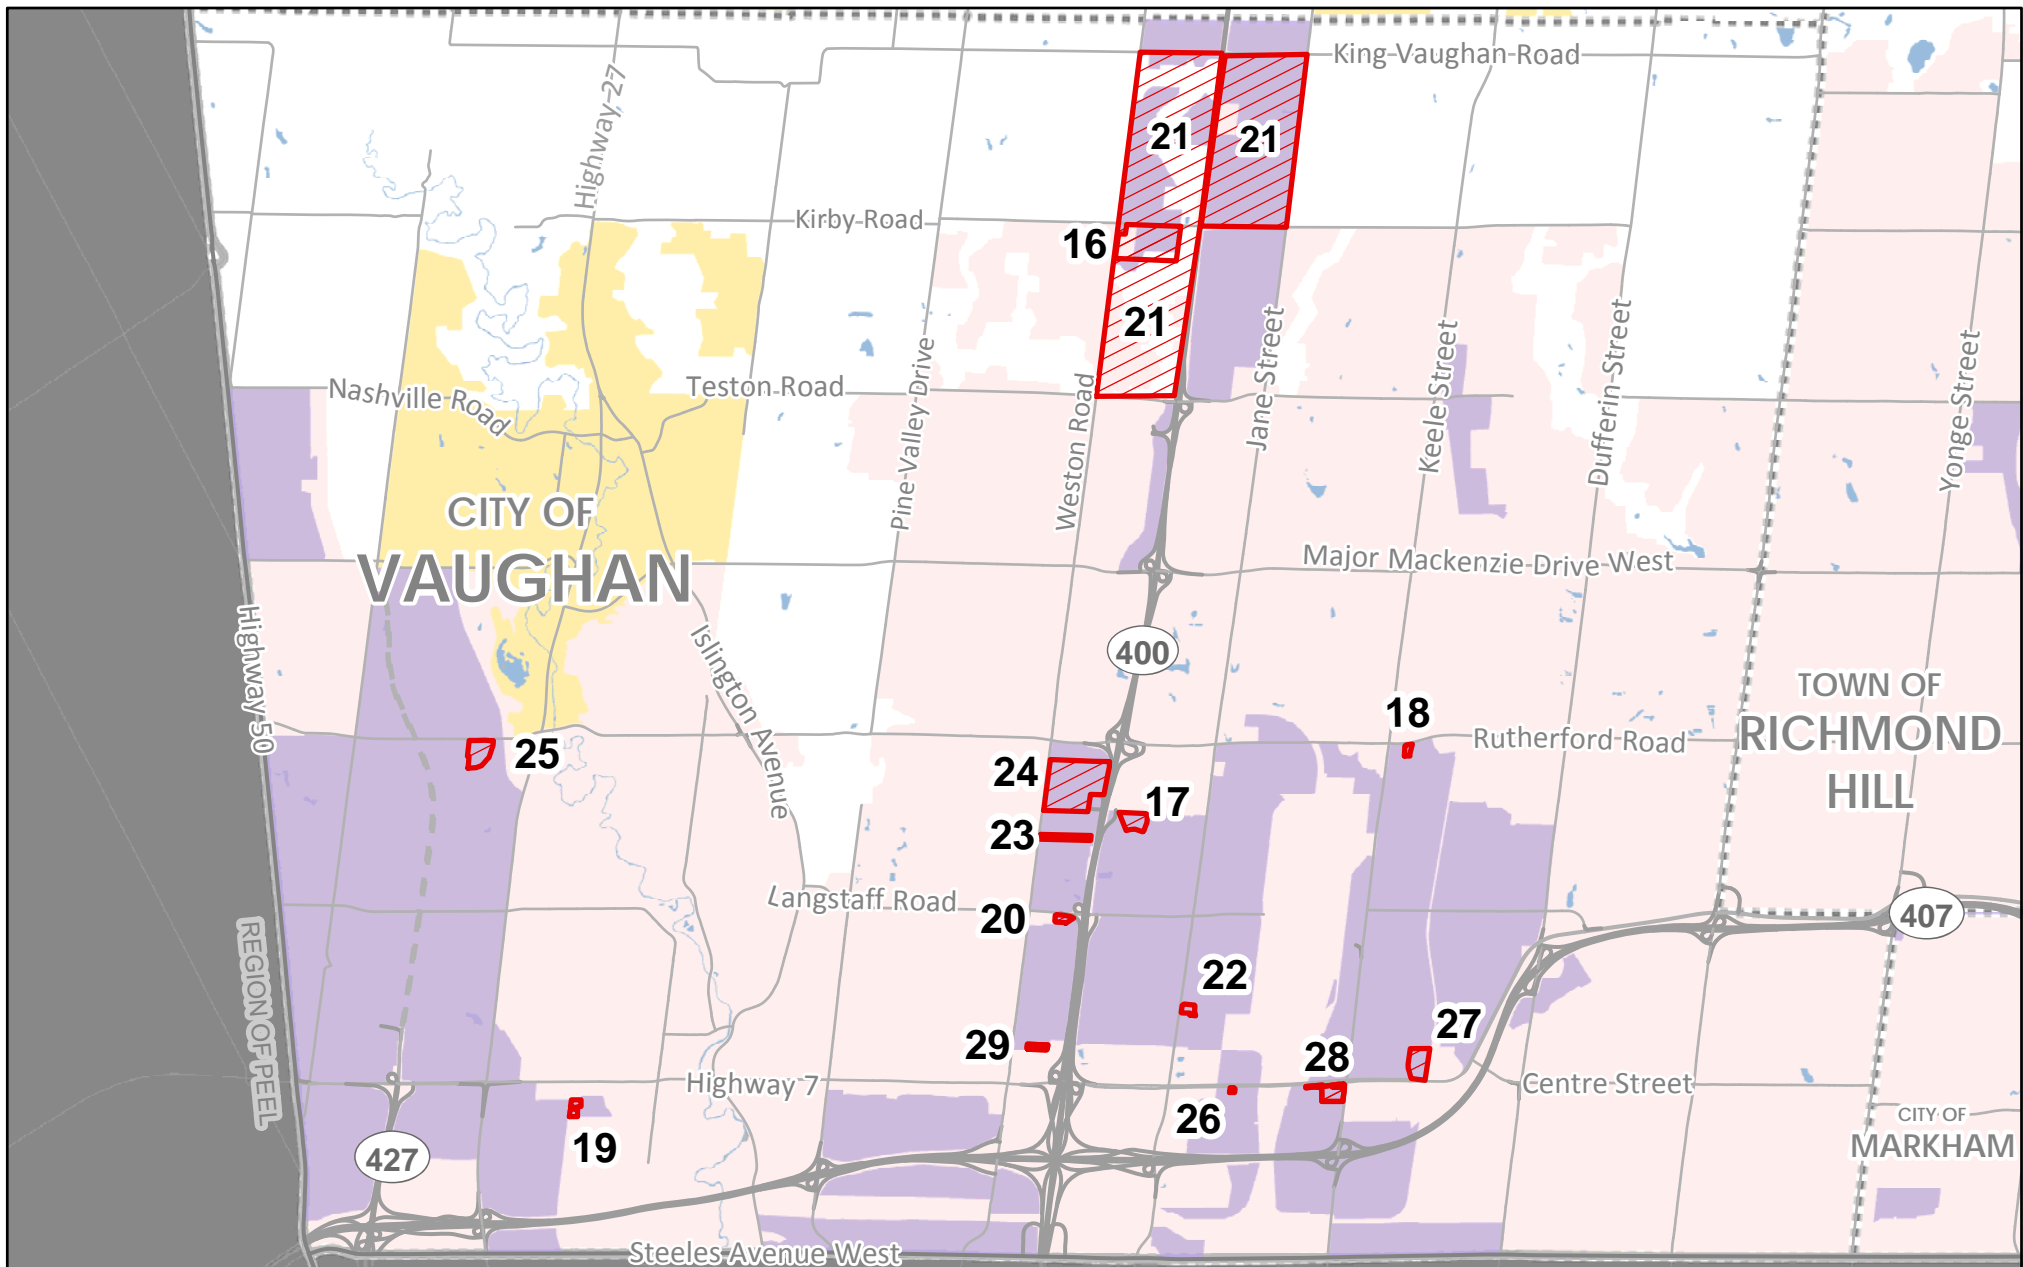 King-Vaughan-Road
Highway-27
21
21
Kirby-Road
16
21
Nashville Road
Teston Road
Pine-Valley-Drive
Weston Road
Jane-Street
Keele-Street
Dufferin-Street
Yonge-Street
CITY OF
VAUGHAN
Major Mackenzie Drive West
Highway 50
Islington Avenue
400
TOWN OF
RICHMOND
HILL
18
Rutherford Road
25
24
17
23
Langstaff Road
20
407
REGION OF PEEL
22
29
27
28
Highway 7
Centre Street
26
19
427
CITY OF
MARKHAM
Steeles Avenue West